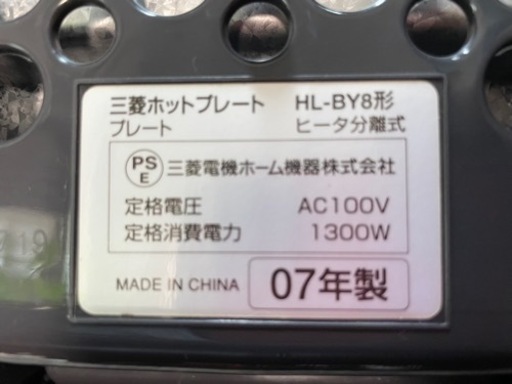 三菱ホットプレート HL-BY8形
プレート ヒータ分離式
PS E 三菱電機ホーム機器株式会社
定格電圧 AC100V
定格消費電力 1300W
MADE IN CHINA 07年製